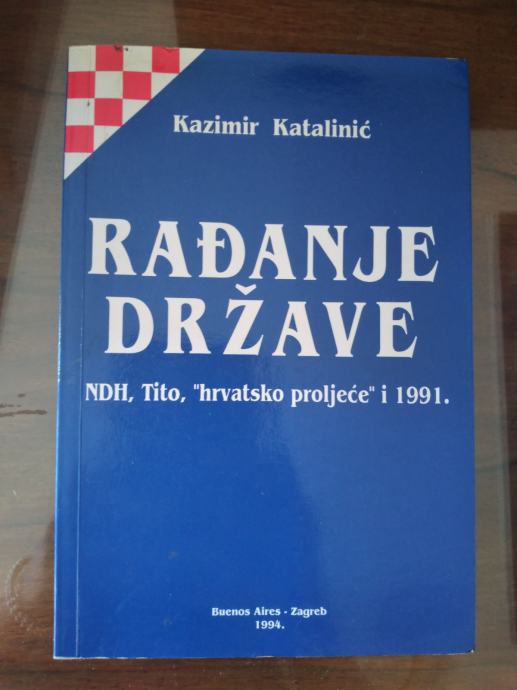 Kazimir Katalinić
RAĐANJE
DRŽAVE
NDH, Tito, "hrvatsko proljeće" i 1991.
Buenos Aires - Zagreb
1994.